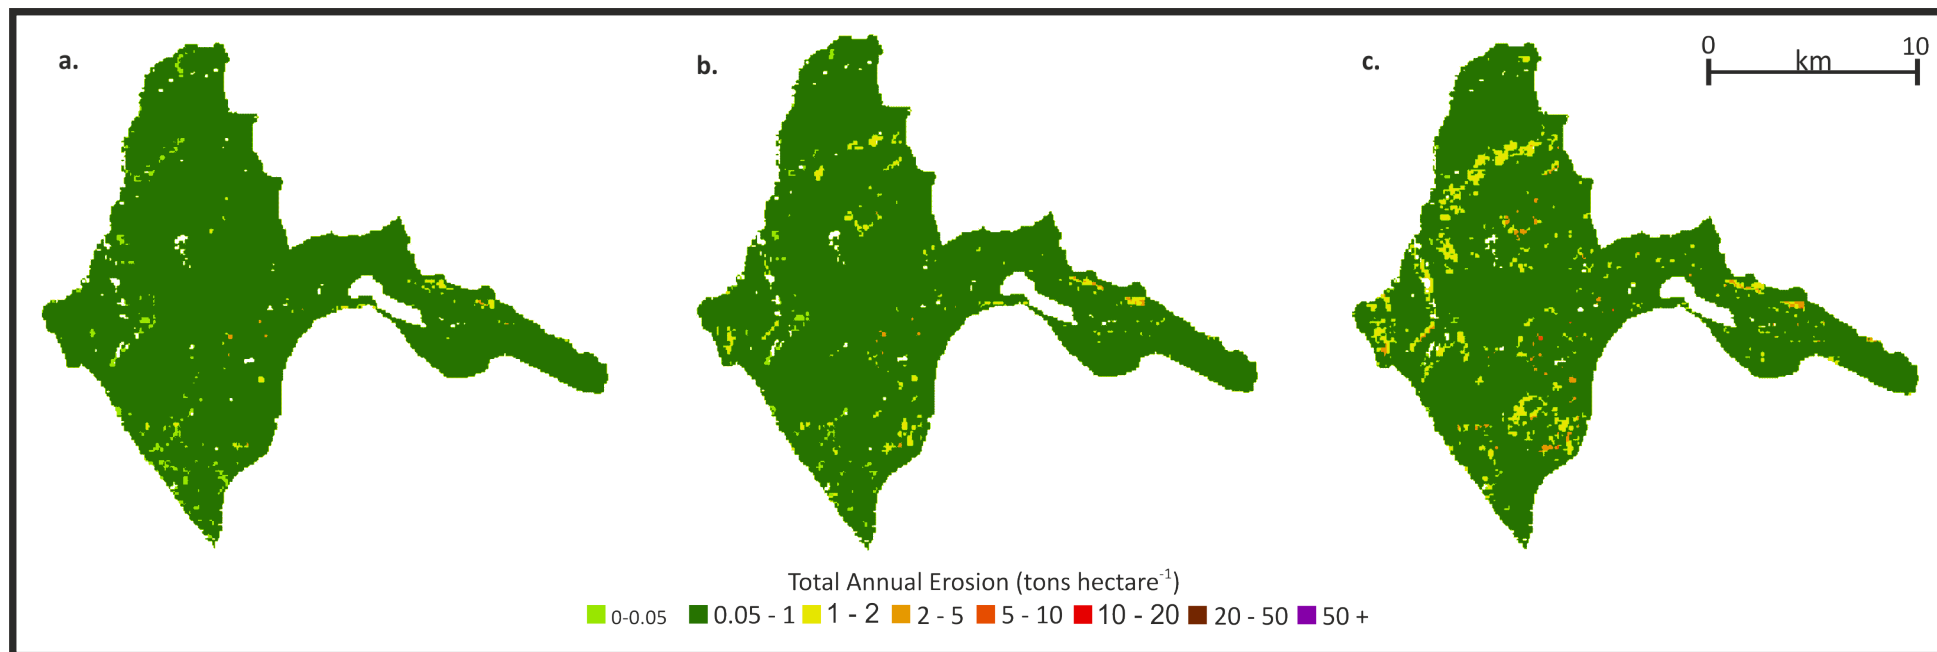 a.
b.
c.
0 10
km
Total Annual Erosion (tons hectare⁻¹)
0-0.05 0.05 - 1 1 - 2 2 - 5 5 - 10 10 - 20 20 - 50 50 +